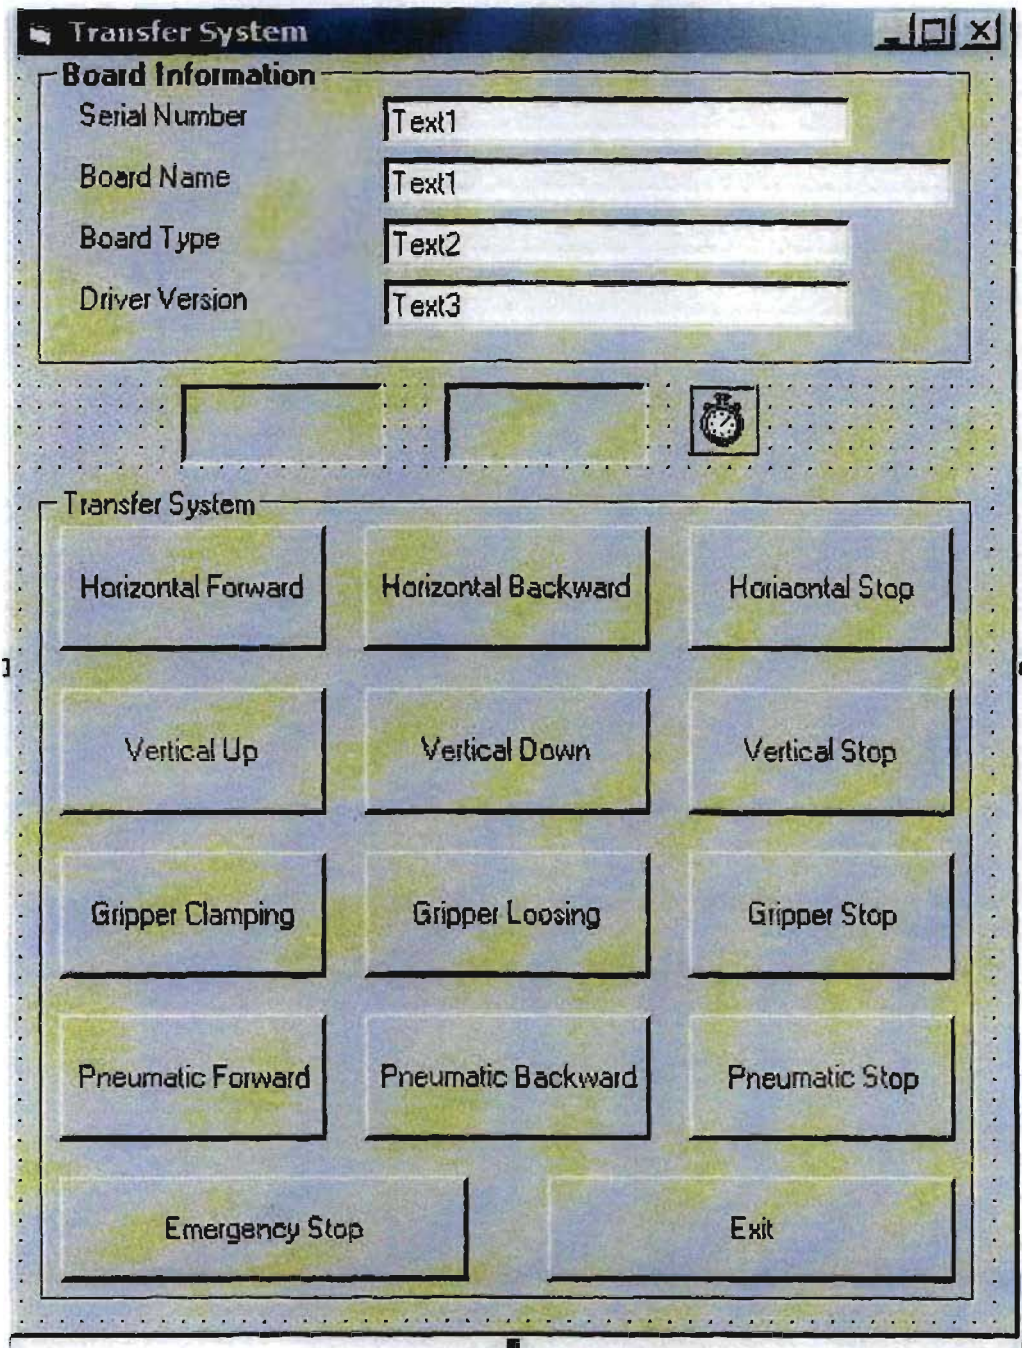 Transfer System
Board Information
Serial Number Text1
Board Name Text1
Board Type Text2
Driver Version Text3
Transfer System
Horizontal Forward Horizontal Backward Horiaontal Stop
Vertical Up Vertical Down Vertical Stop
Gripper Clamping Gripper Loosing Gripper Stop
Pneumatic Forward Pneumatic Backward Pneumatic Stop
Emergency Stop Exit